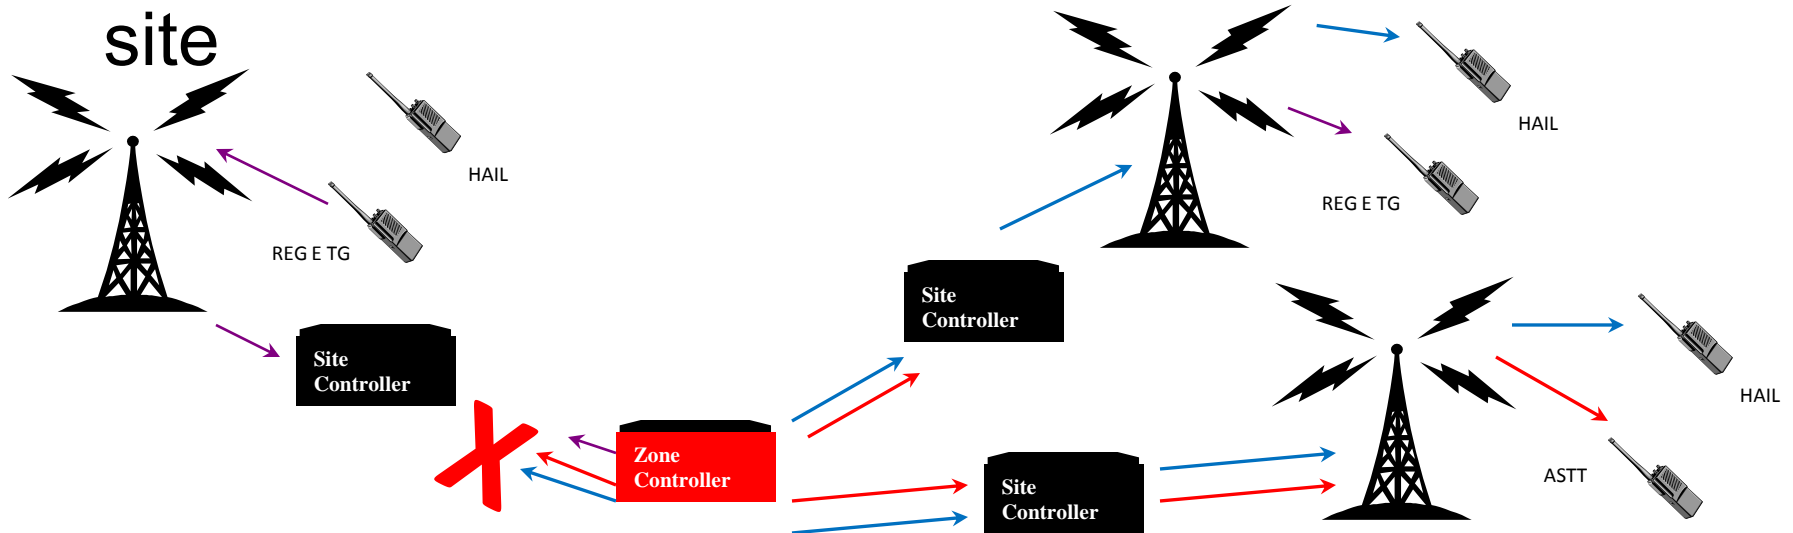 site
HAIL
REG E TG
Site
Controller
Zone
Controller
HAIL
REG E TG
Site
Controller
HAIL
ASTT
Site
Controller